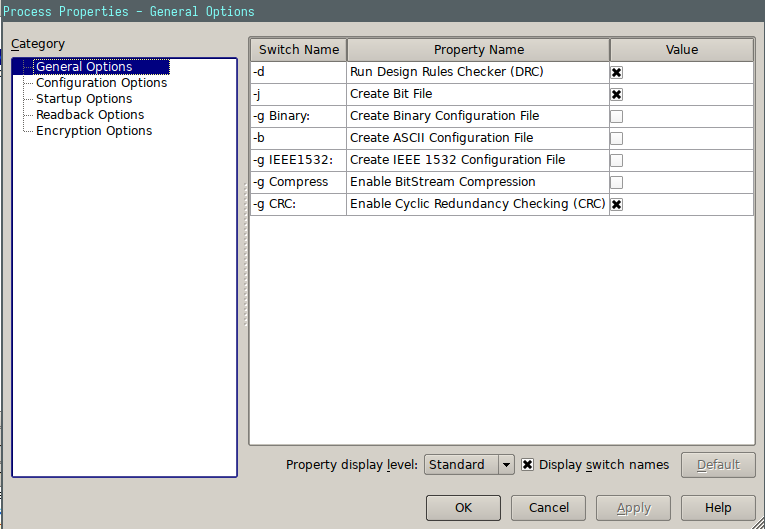 Process Properties - General Options
Category
General Options
Configuration Options
Startup Options
Readback Options
Encryption Options
Switch Name Property Name Value
-d Run Design Rules Checker (DRC)
-j Create Bit File
-g Binary: Create Binary Configuration File
-b Create ASCII Configuration File
-g IEEE1532: Create IEEE 1532 Configuration File
-g Compress Enable BitStream Compression
-g CRC: Enable Cyclic Redundancy Checking (CRC)
Property display level: Standard Display switch names Default
OK Cancel Apply Help